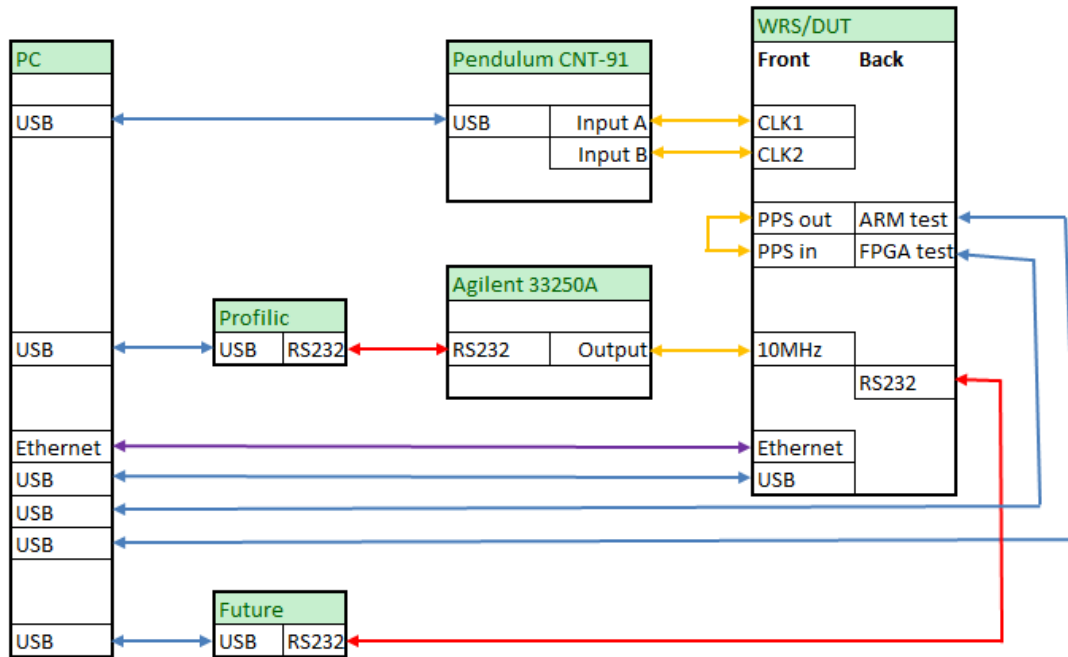 WRS/DUT
Front Back
PC
Pendulum CNT-91
USB
USB Input A
CLK1
Input B
CLK2
PPS out ARM test
PPS in FPGA test
Agilent 33250A
Profilic
USB
USB RS232
RS232 Output
10MHz
RS232
Ethernet
Ethernet
USB
USB
USB
USB
Future
USB
USB RS232